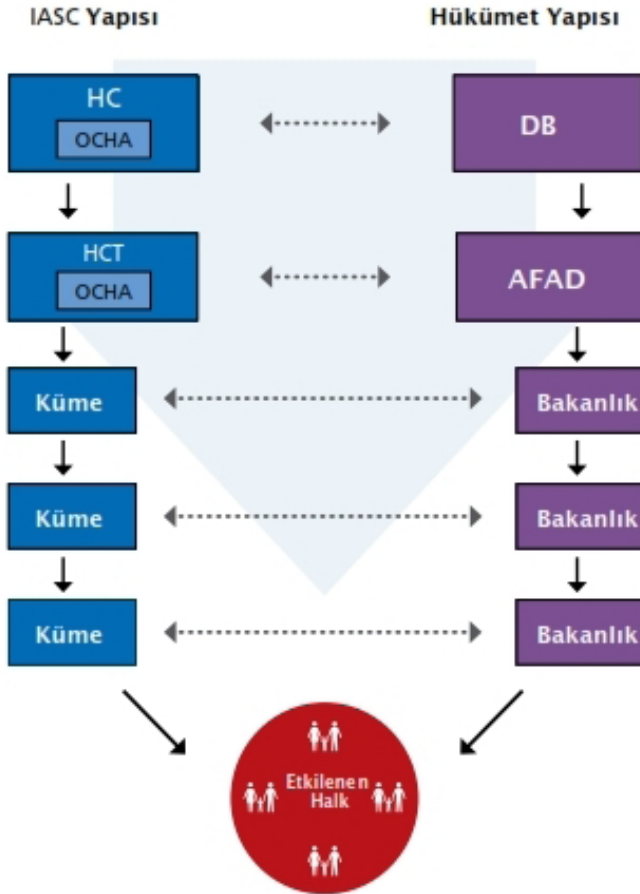 IASC Yapısı
Hükümet Yapısı
HC
OCHA
DB
HCT
OCHA
AFAD
Küme
Bakanlık
Küme
Bakanlık
Küme
Bakanlık
Etkilenen
Halk